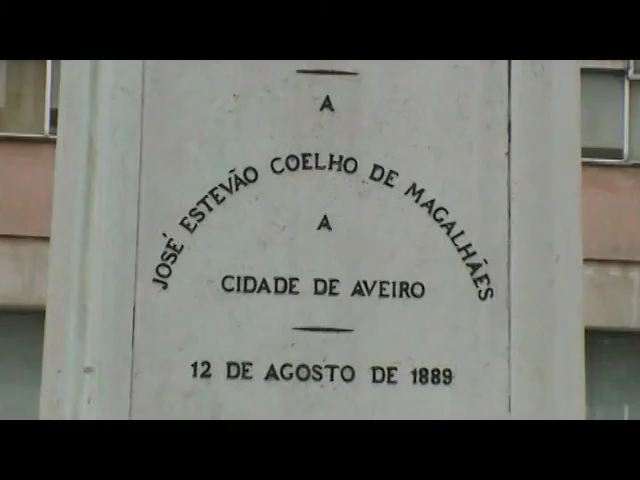 A
JOSÉ ESTEVÃO COELHO DE MAGALHÃES
A
CIDADE DE AVEIRO
12 DE AGOSTO DE 1889